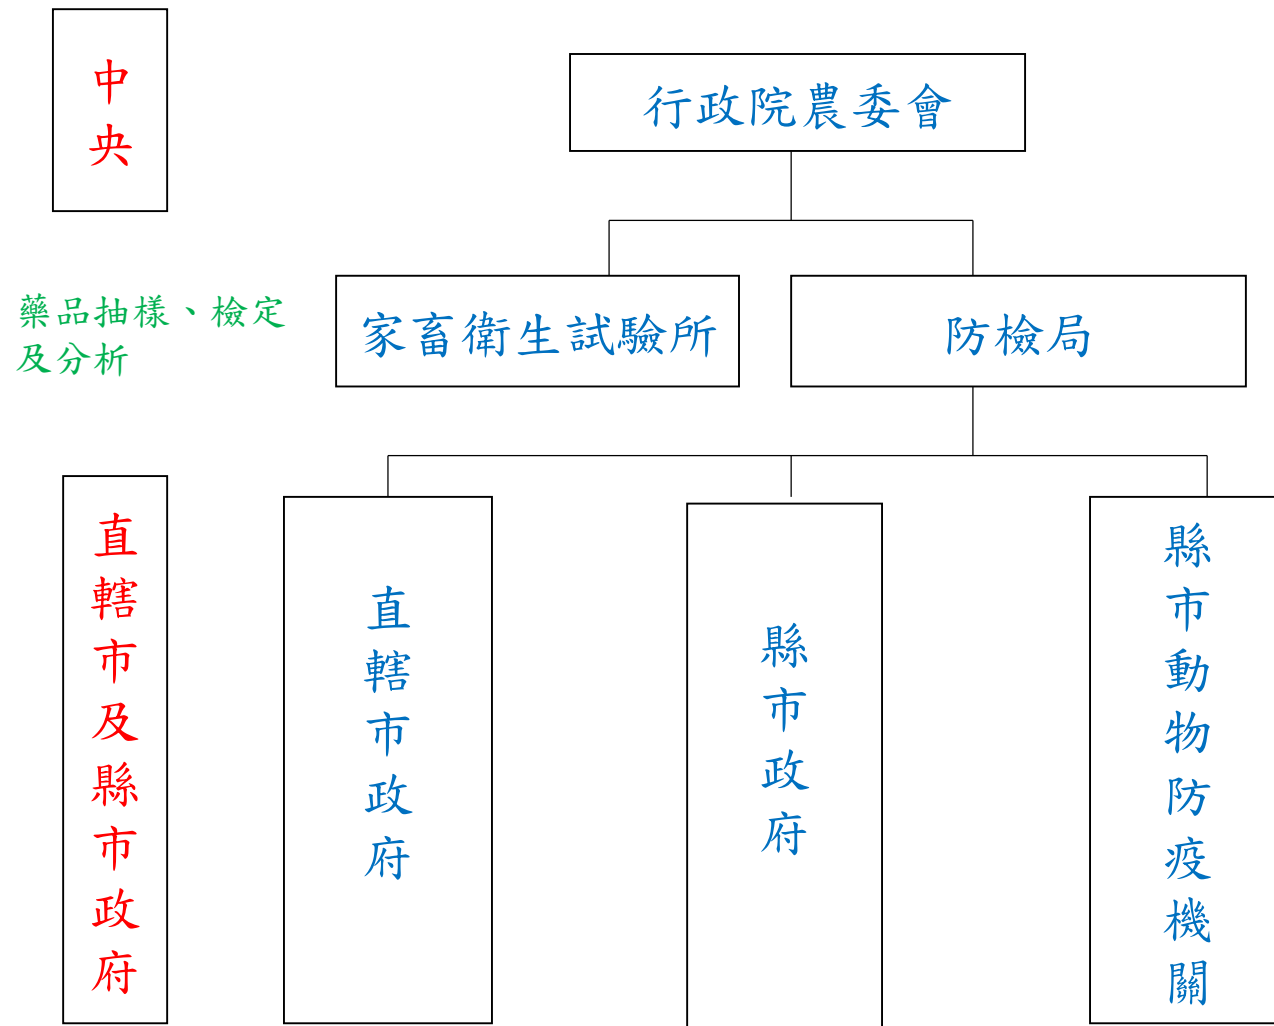 中央
行政院農委會
藥品抽樣、檢定
及分析
家畜衛生試驗所
防檢局
直轄市及縣市政府
直轄市政府
縣市政府
縣市動物防疫機關